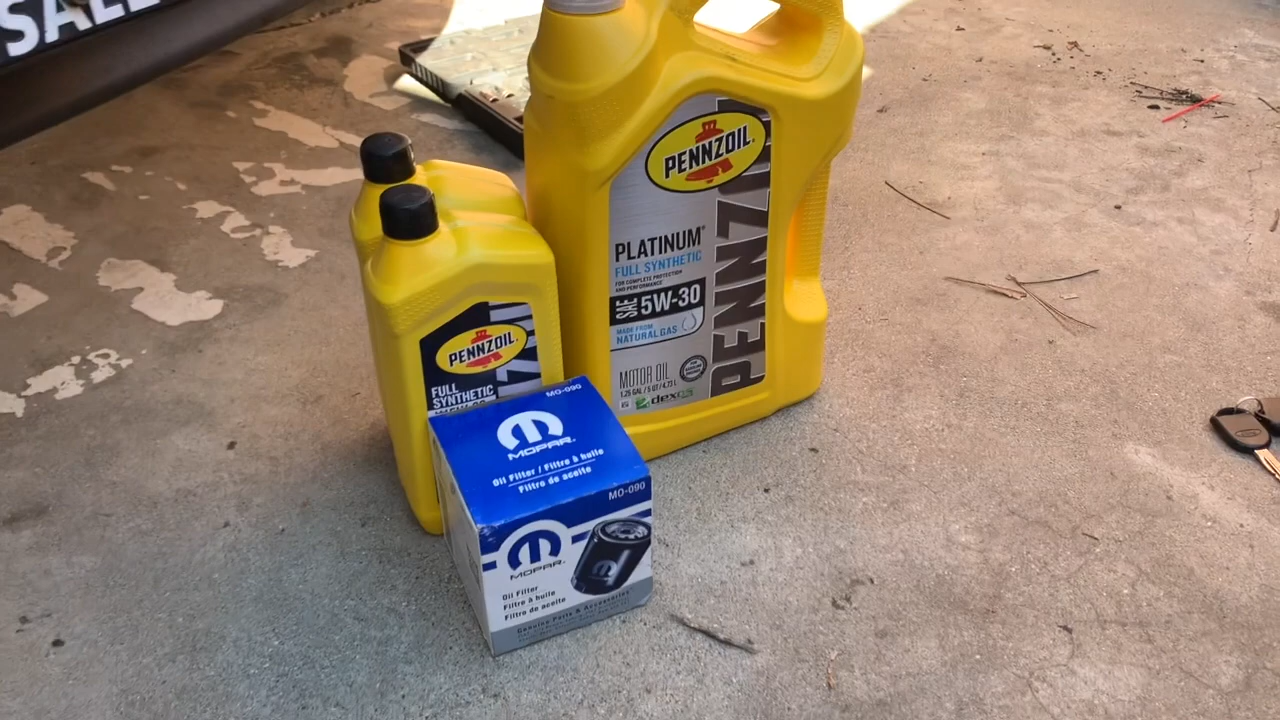 SALE
PENNZOIL
PENNZOIL®
PLATINUM®
FULL SYNTHETIC
FOR COMPLETE PROTECTION
AND PERFORMANCE
SAE 5W-30
MADE FROM
NATURAL GAS
MOTOR OIL
1.25 GAL / 5 QT / 4.73 L
dexos
PENNZOIL
FULL
SYNTHETIC
MO-090
MOPAR
Oil Filter / Filtre à huile
Filtro de aceite
MO-090
MOPAR
Oil Filter
Filtre à huile
Filtro de aceite
Genuine Parts & Accessories